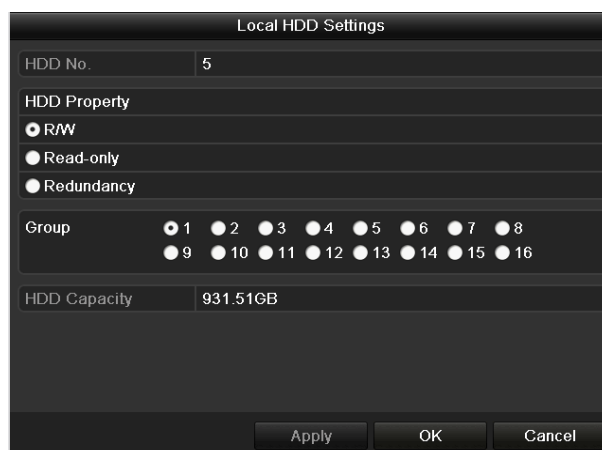 Local HDD Settings
HDD No. 5
HDD Property
R/W
Read-only
Redundancy
Group 1 2 3 4 5 6 7 8
9 10 11 12 13 14 15 16
HDD Capacity 931.51GB
Apply OK Cancel